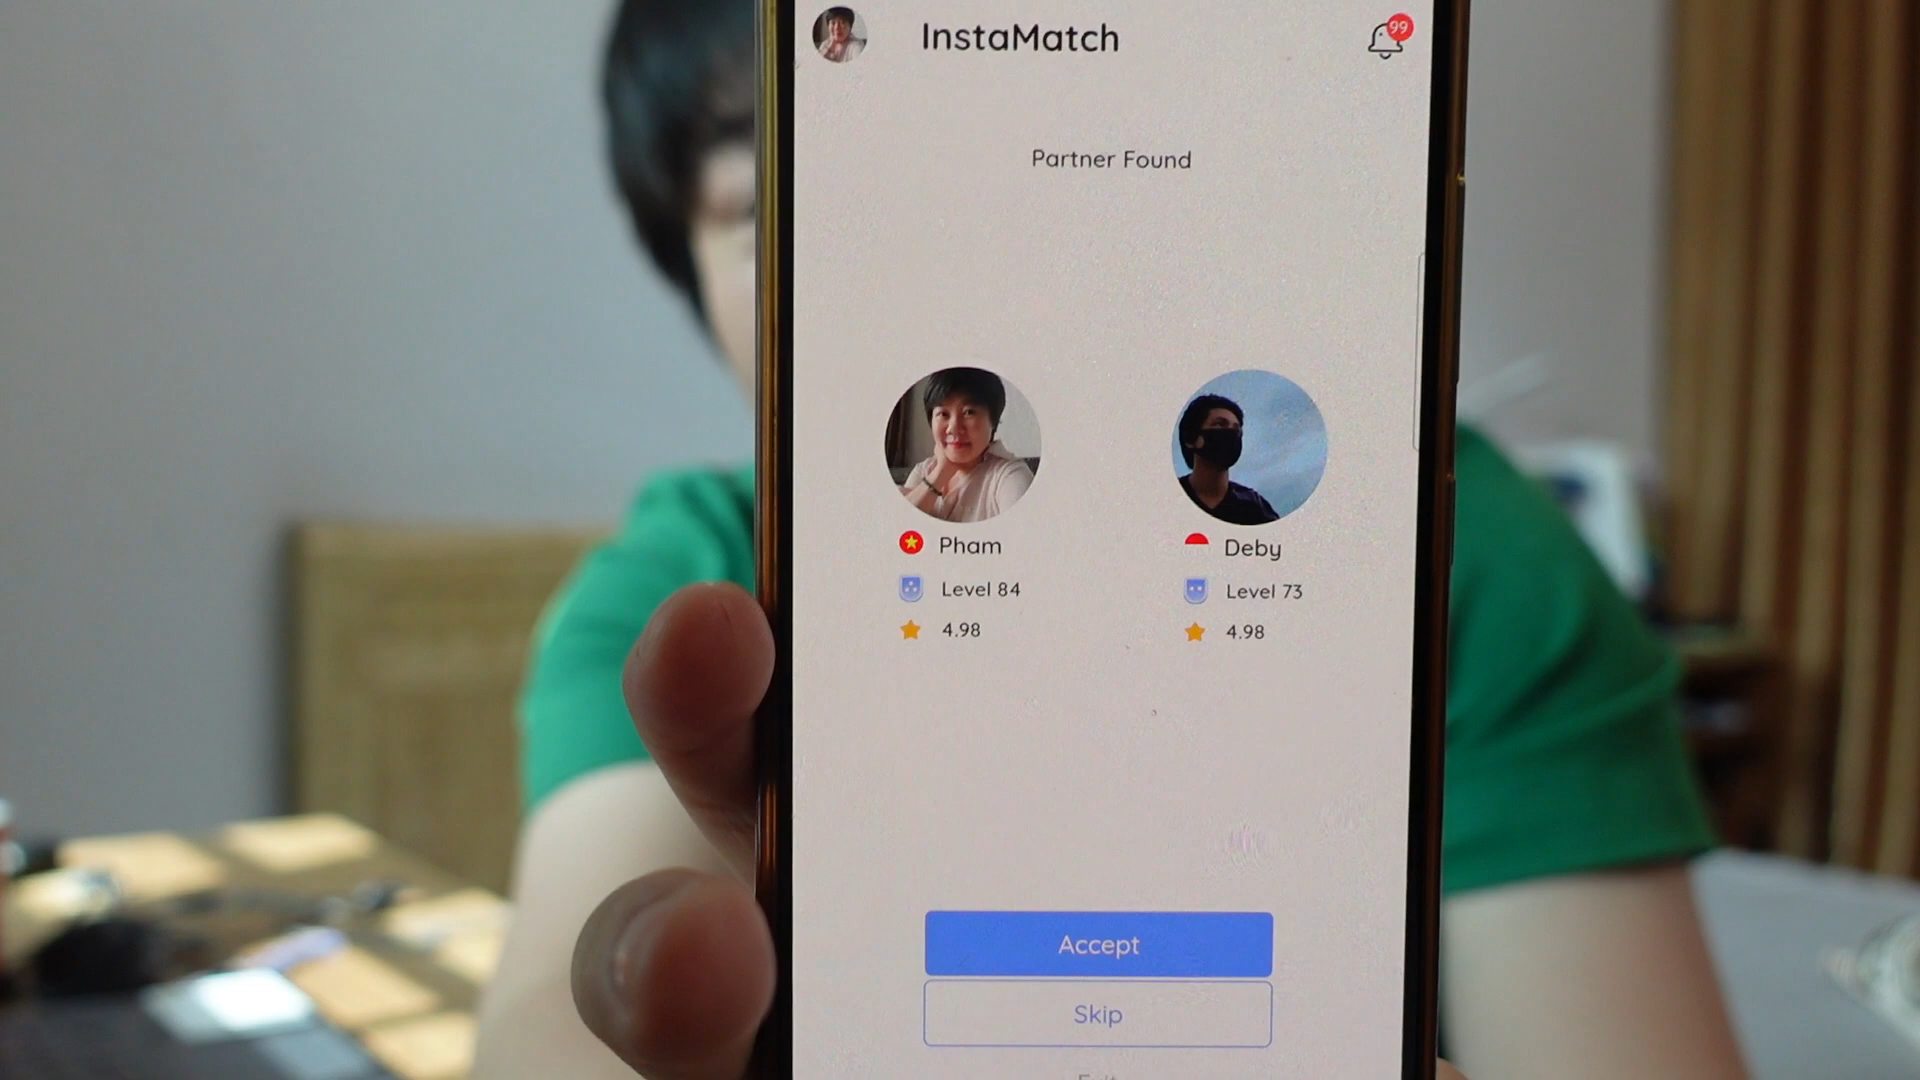 InstaMatch
99
Partner Found
Pham
Deby
Level 84
Level 73
4.98
4.98
Accept
Skip